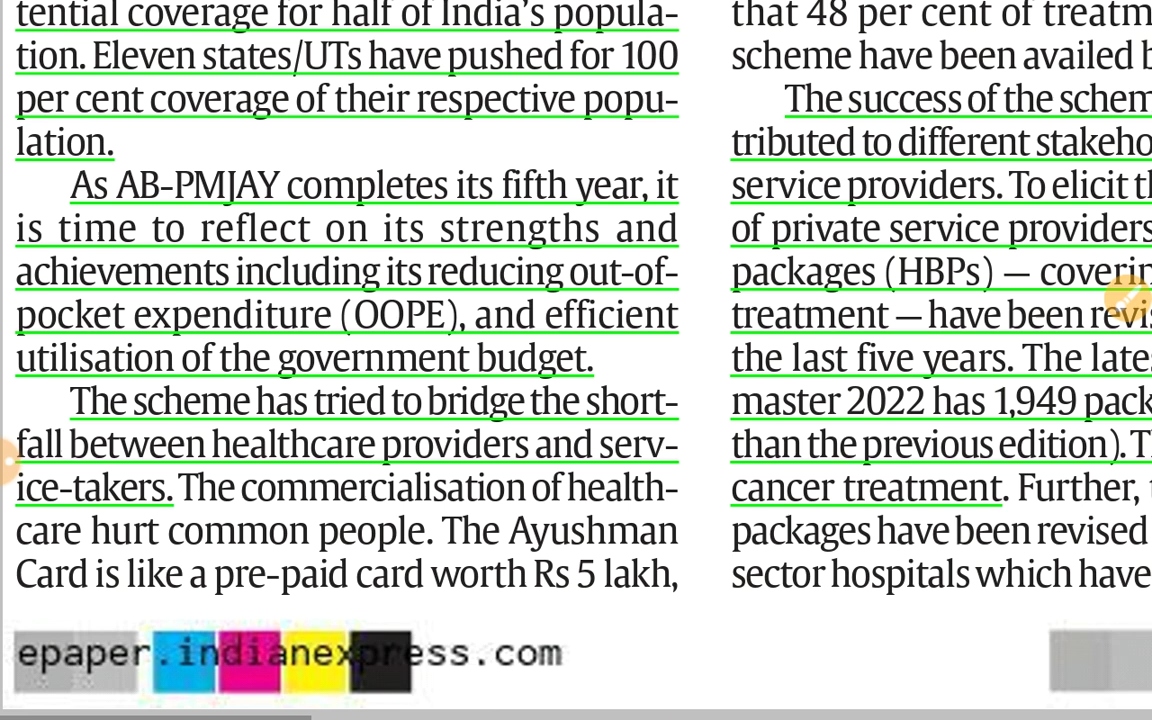 tential coverage for half of India's popula-
tion. Eleven states/UTs have pushed for 100
per cent coverage of their respective popu-
lation.
As AB-PMJAY completes its fifth year, it
is time to reflect on its strengths and
achievements including its reducing out-of-
pocket expenditure (OOPE), and efficient
utilisation of the government budget.
The scheme has tried to bridge the short-
fall between healthcare providers and serv-
ice-takers. The commercialisation of health-
care hurt common people. The Ayushman
Card is like a pre-paid card worth Rs 5 lakh,
that 48 per cent of
scheme have been availed
The success of the
tributed to different
service providers. To elicit
of private service providers
packages (HBPs) —
treatment — have been
the last five years. The
master 2022 has 1,949
than the previous edition).
cancer treatment. Further,
packages have been revised
sector hospitals which have
epaper.indianexpress.com